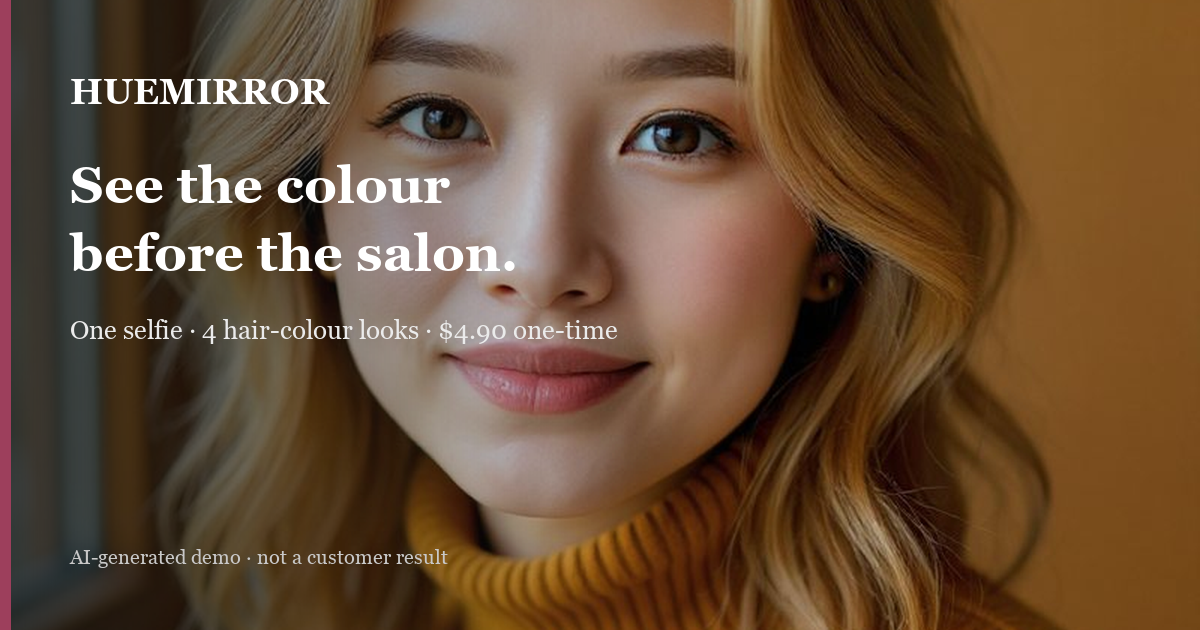 HUEMIRROR
See the colour
before the salon.
One selfie · 4 hair-colour looks · $4.90 one-time
AI-generated demo · not a customer result